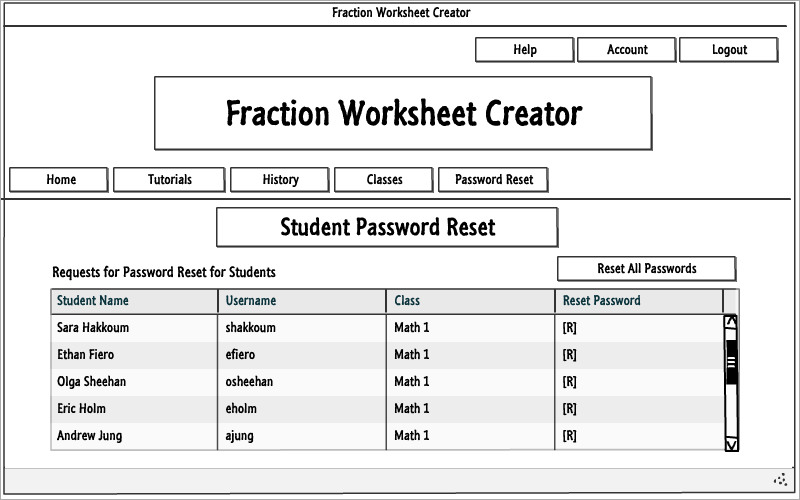 Fraction Worksheet Creator
Help Account Logout
Fraction Worksheet Creator
Home Tutorials History Classes Password Reset
Student Password Reset
Requests for Password Reset for Students Reset All Passwords
Student Name Username Class Reset Password
Sara Hakkoum shakkoum Math 1 [R]
Ethan Fiero efiero Math 1 [R]
Olga Sheehan osheehan Math 1 [R]
Eric Holm eholm Math 1 [R]
Andrew Jung ajung Math 1 [R]